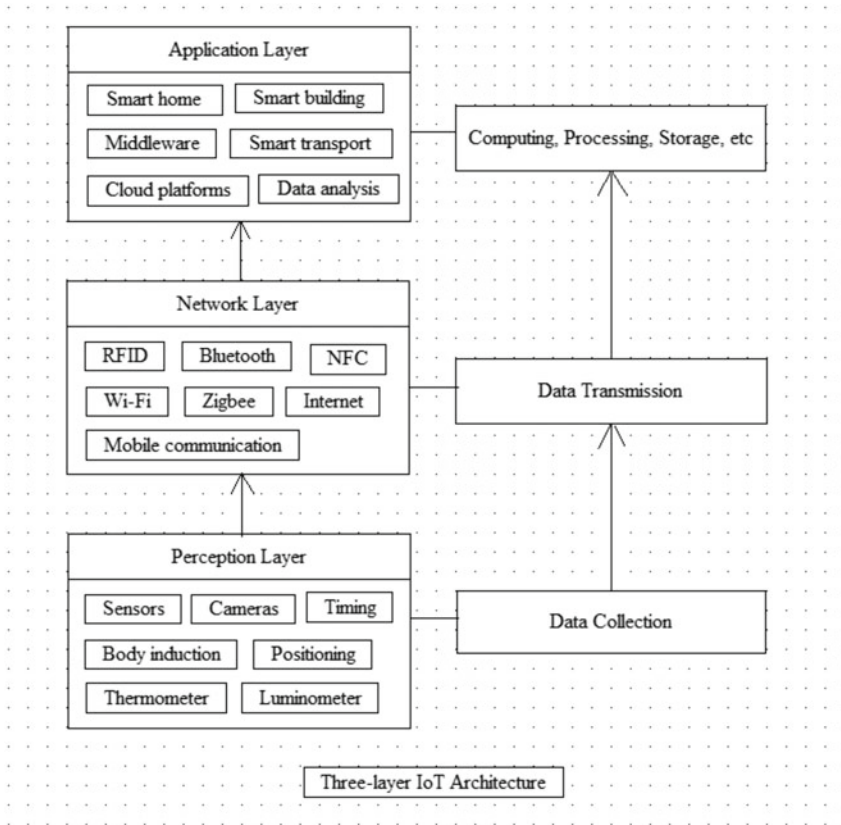 Application Layer
Smart home Smart building
Middleware Smart transport
Cloud platforms Data analysis
Computing, Processing, Storage, etc
Network Layer
RFID Bluetooth NFC
Wi-Fi Zigbee Internet
Mobile communication
Data Transmission
Perception Layer
Sensors Cameras Timing
Body induction Positioning
Thermometer Luminometer
Data Collection
Three-layer IoT Architecture